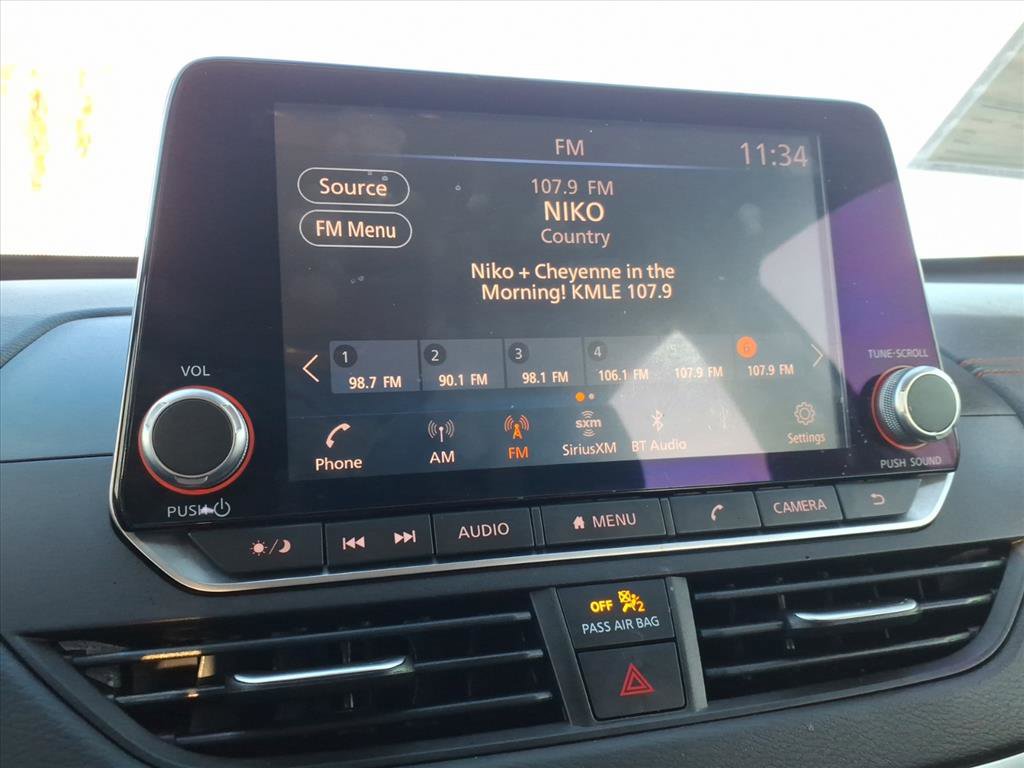 FM
11:34
Source
107.9 FM
NIKO
FM Menu
Country
Niko + Cheyenne in the
Morning! KMLE 107.9
1
2
3
4
6
98.7 FM
90.1 FM
98.1 FM
106.1 FM
107.9 FM
107.9 FM
Phone
AM
FM
sxm
SiriusXM
BT Audio
Settings
VOL
PUSH
TUNE·SCROLL
PUSH SOUND
AUDIO
MENU
CAMERA
OFF
2
PASS AIR BAG